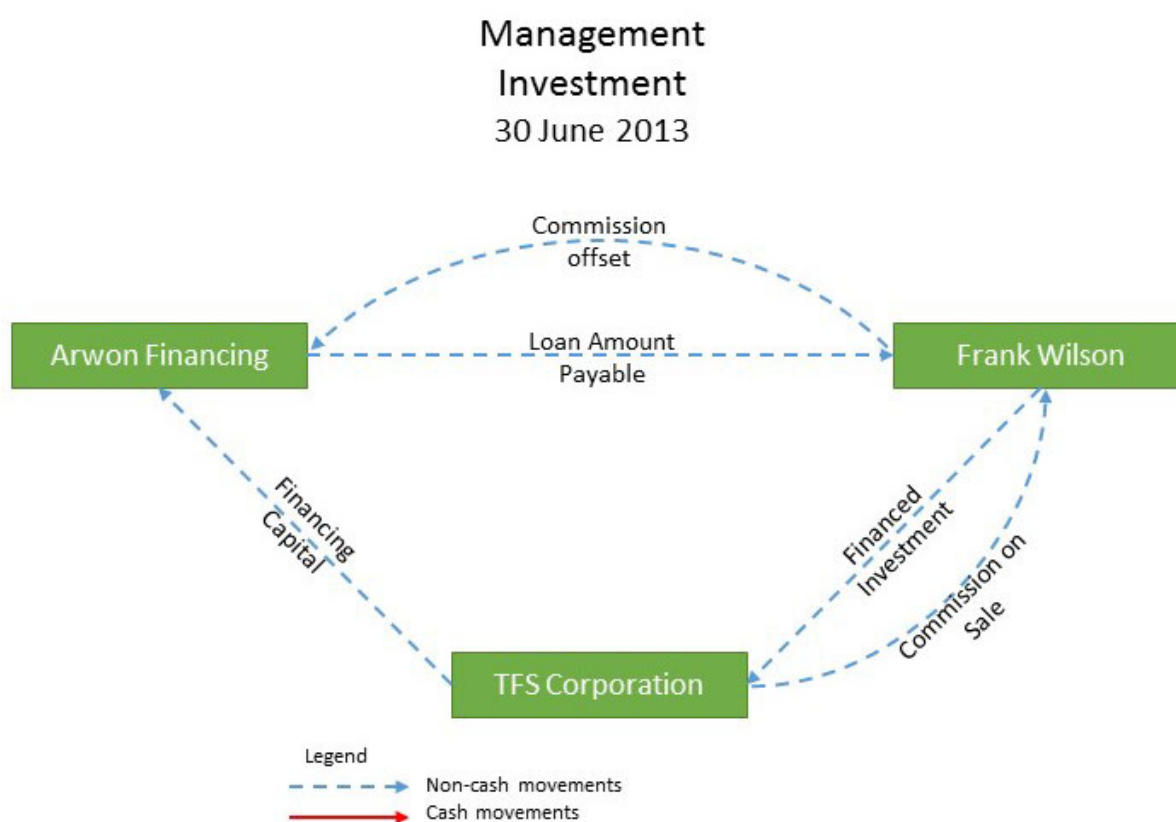 Management
Investment
30 June 2013
Commission
offset
Arwon Financing
Loan Amount
Payable
Frank Wilson
Financing
Capital
Financed
Investment
Commission on
Sale
TFS Corporation
Legend
Non-cash movements
Cash movements